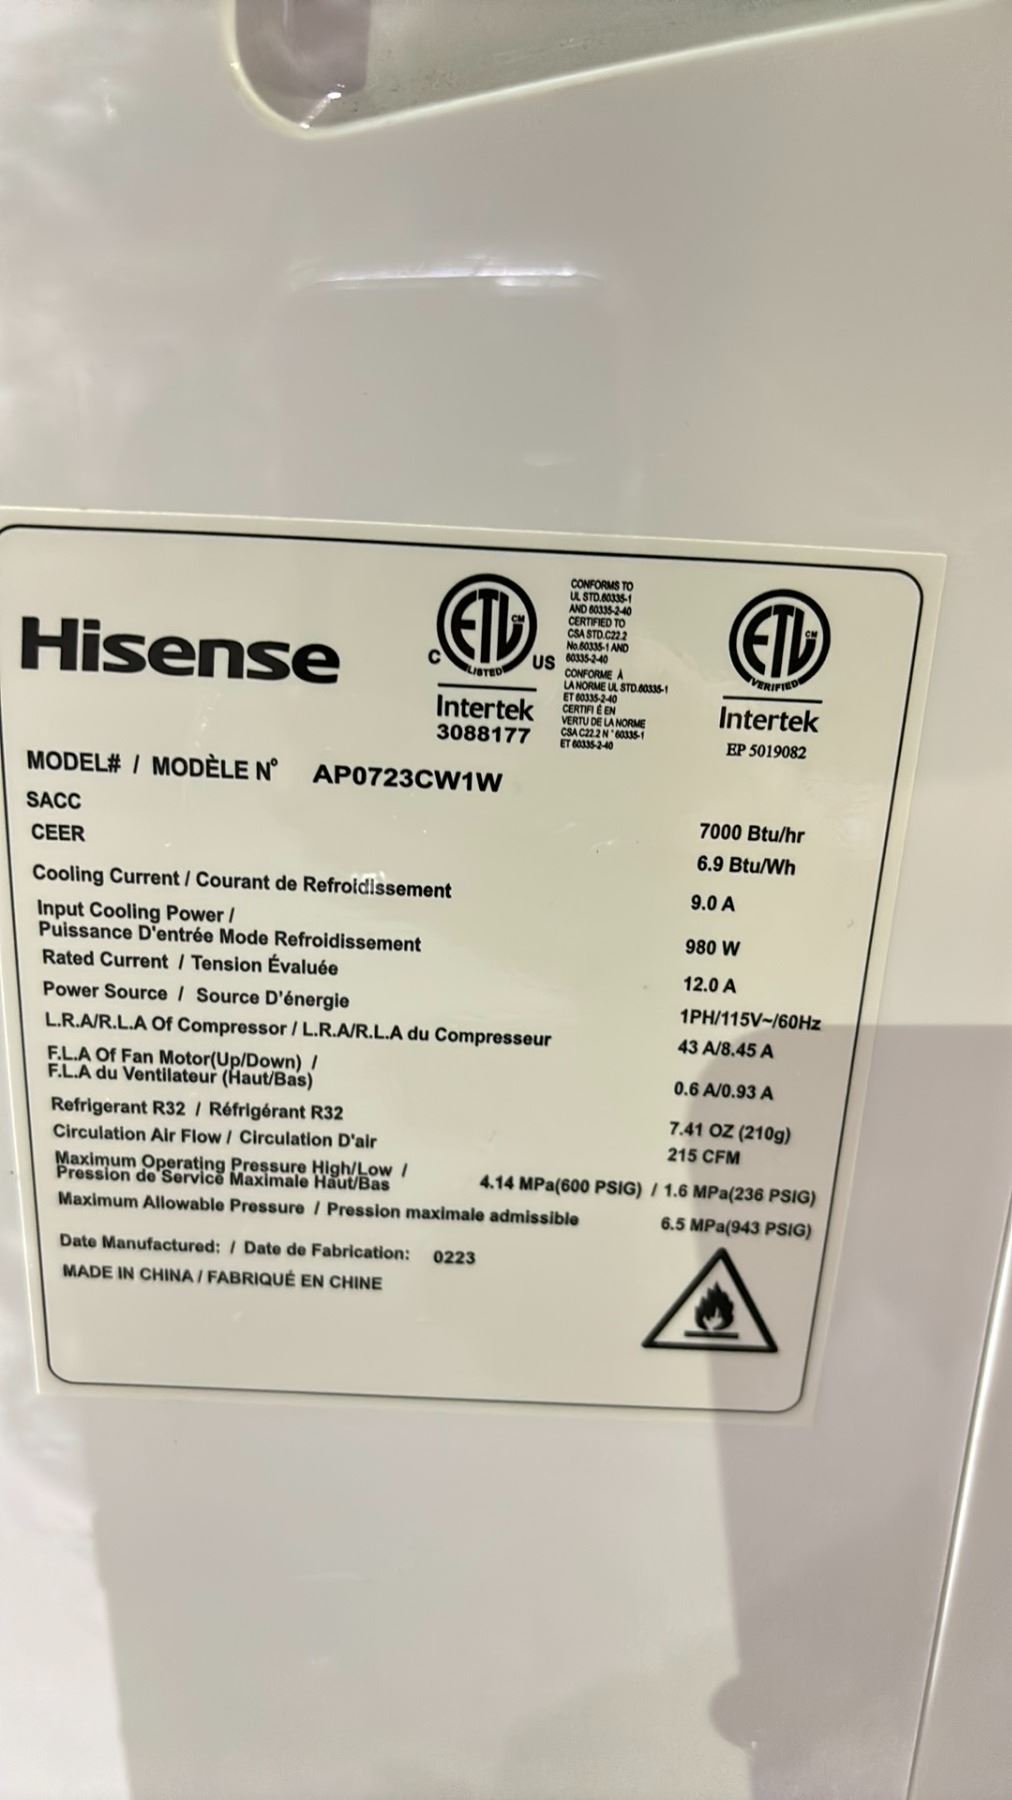 Hisense
ETL CM
LISTED
C US
Intertek
3088177
CONFORMS TO
UL STD.60335-1
AND 60335-2-40
CERTIFIED TO
CSA STD.C22.2
No.60335-1 AND
60335-2-40
CONFORME À
LA NORME UL STD.60335-1
ET 60335-2-40
CERTIFI É EN
VERTU DE LA NORME
CSA C22.2 N ° 60335-1
ET 60335-2-40
ETL CM
VERIFIED
Intertek
EP 5019082
MODEL# / MODÈLE N° AP0723CW1W
SACC 7000 Btu/hr
CEER 6.9 Btu/Wh
Cooling Current / Courant de Refroidissement 9.0 A
Input Cooling Power /
Puissance D'entrée Mode Refroidissement 980 W
Rated Current / Tension Évaluée 12.0 A
Power Source / Source D'énergie 1PH/115V~/60Hz
L.R.A/R.L.A Of Compressor / L.R.A/R.L.A du Compresseur 43 A/8.45 A
F.L.A Of Fan Motor(Up/Down) /
F.L.A du Ventilateur (Haut/Bas) 0.6 A/0.93 A
Refrigerant R32 / Réfrigérant R32 7.41 OZ (210g)
Circulation Air Flow / Circulation D'air 215 CFM
Maximum Operating Pressure High/Low /
Pression de Service Maximale Haut/Bas 4.14 MPa(600 PSIG) / 1.6 MPa(236 PSIG)
Maximum Allowable Pressure / Pression maximale admissible 6.5 MPa(943 PSIG)
Date Manufactured: / Date de Fabrication: 0223
MADE IN CHINA / FABRIQUÉ EN CHINE